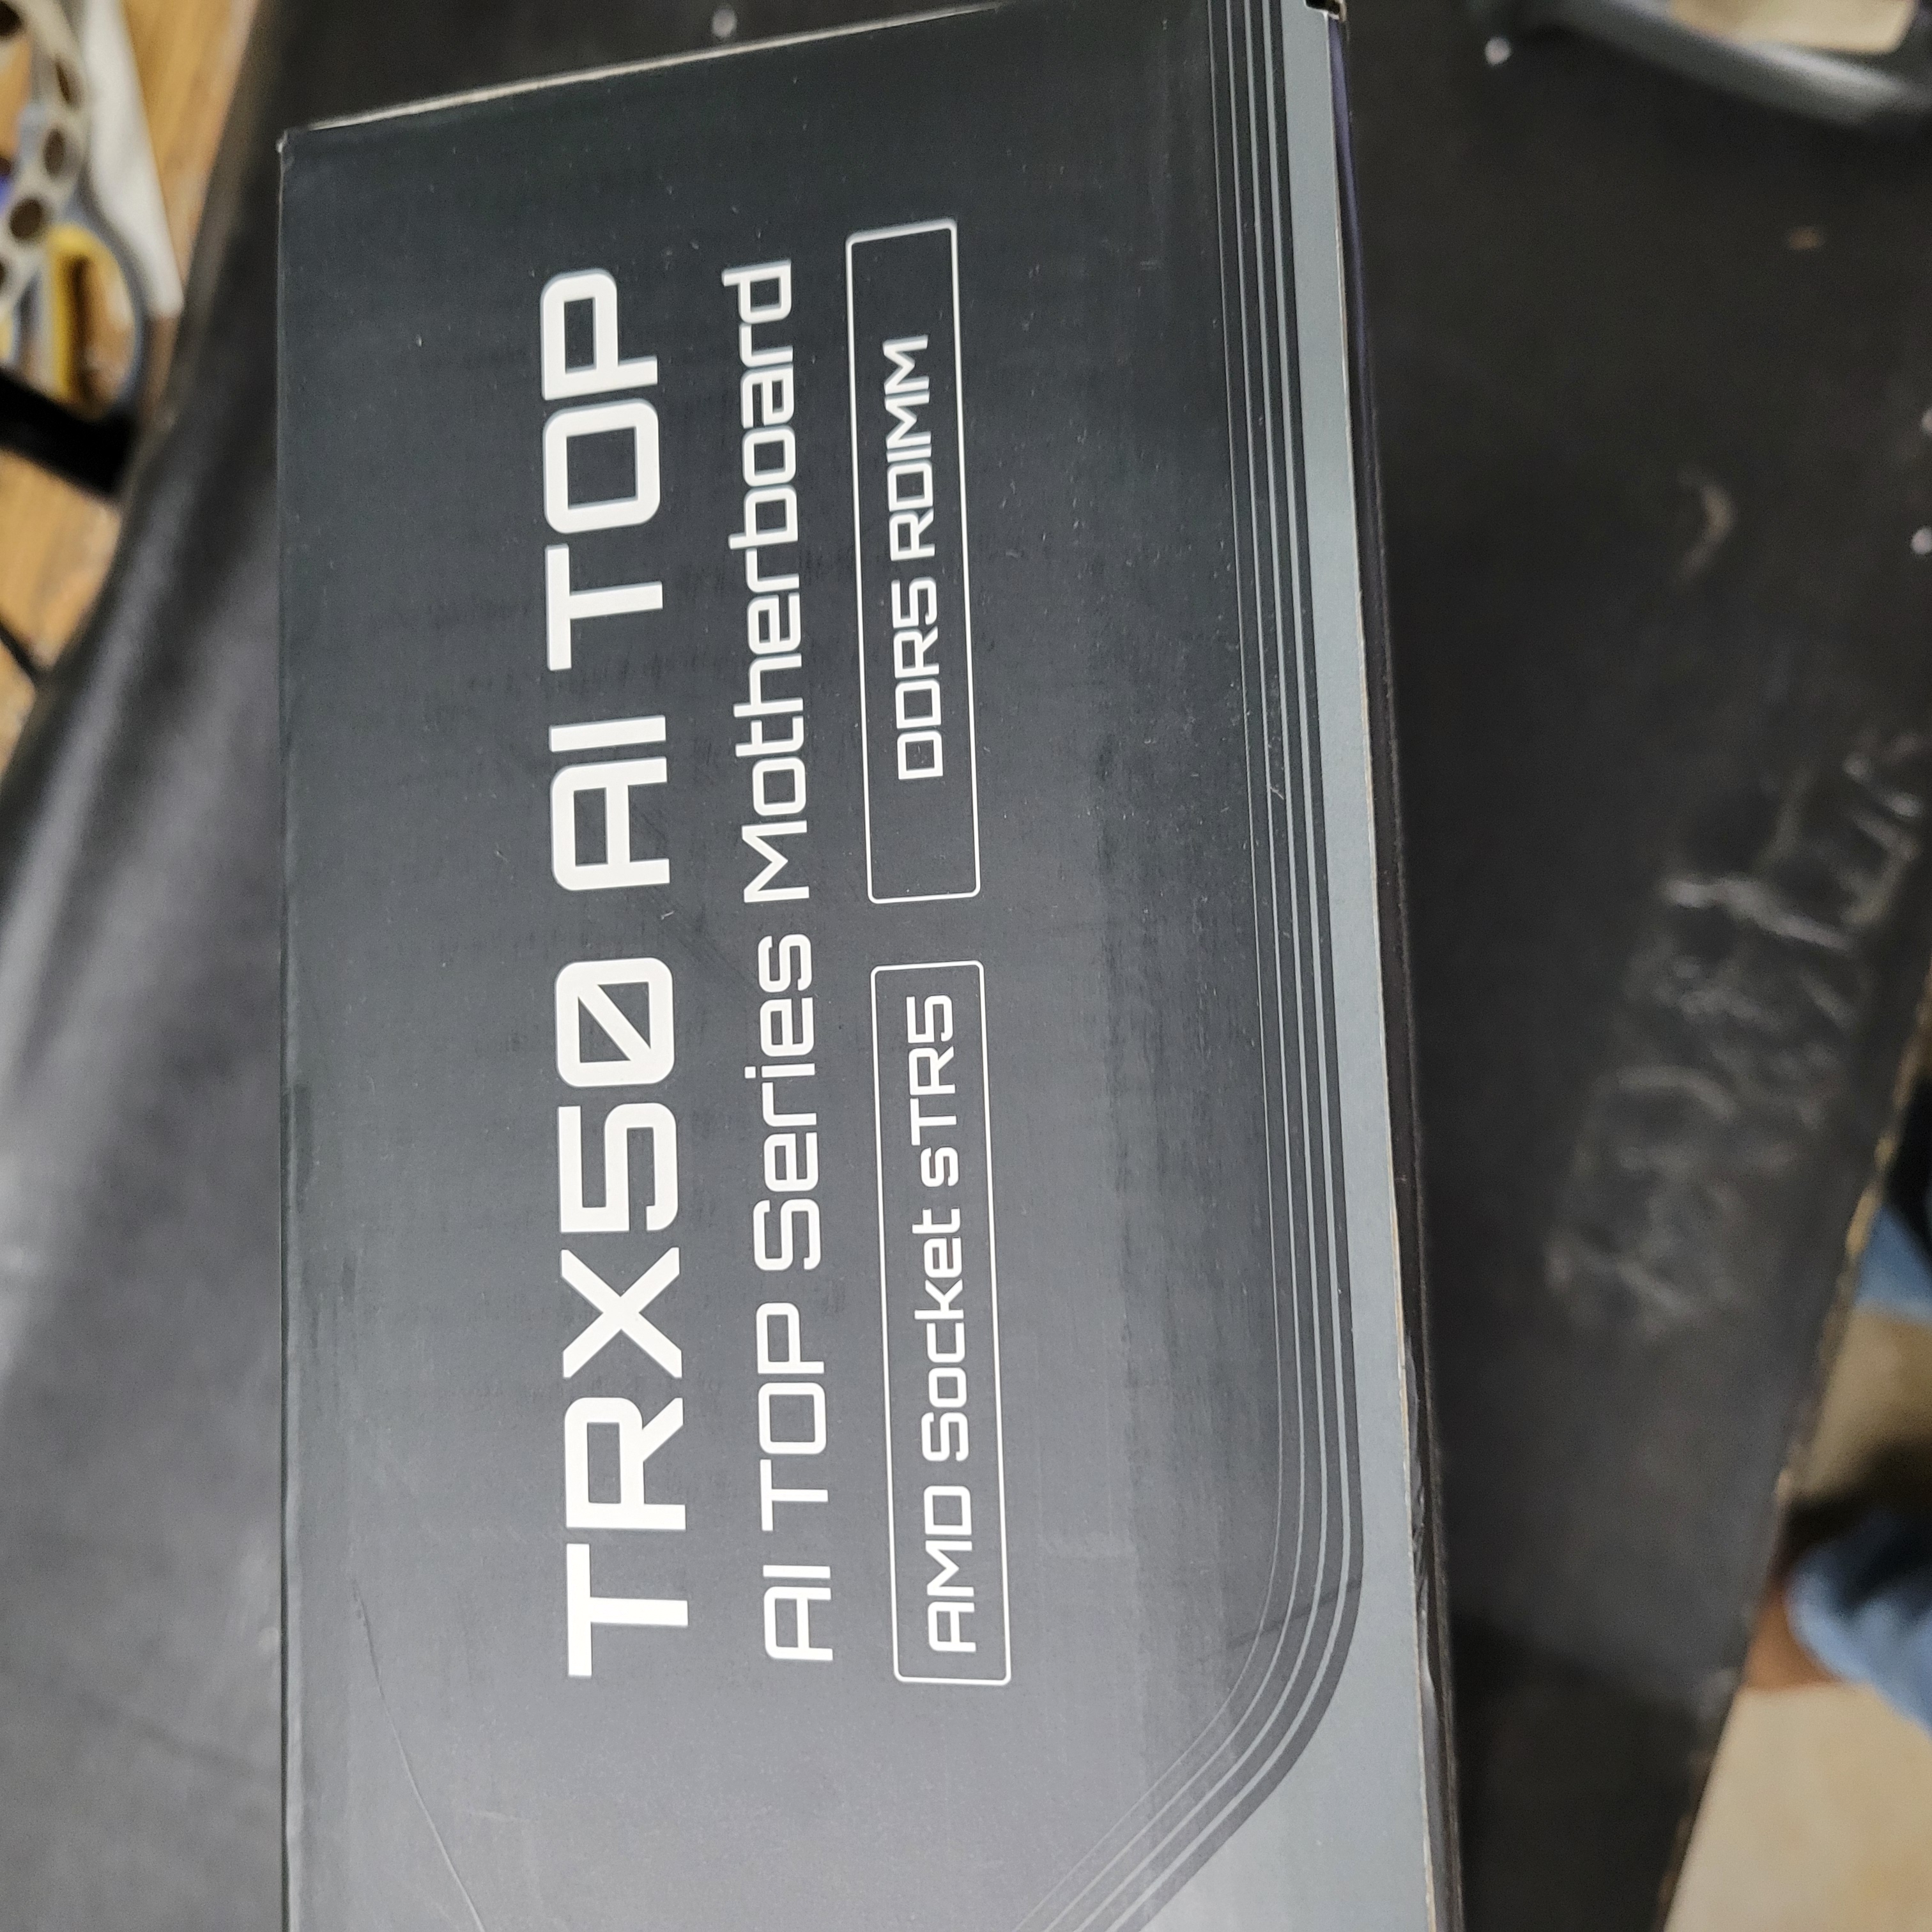 TRX50 AI TOP
AI TOP Series Motherboard
AMD Socket sTR5
DDR5 RDIMM